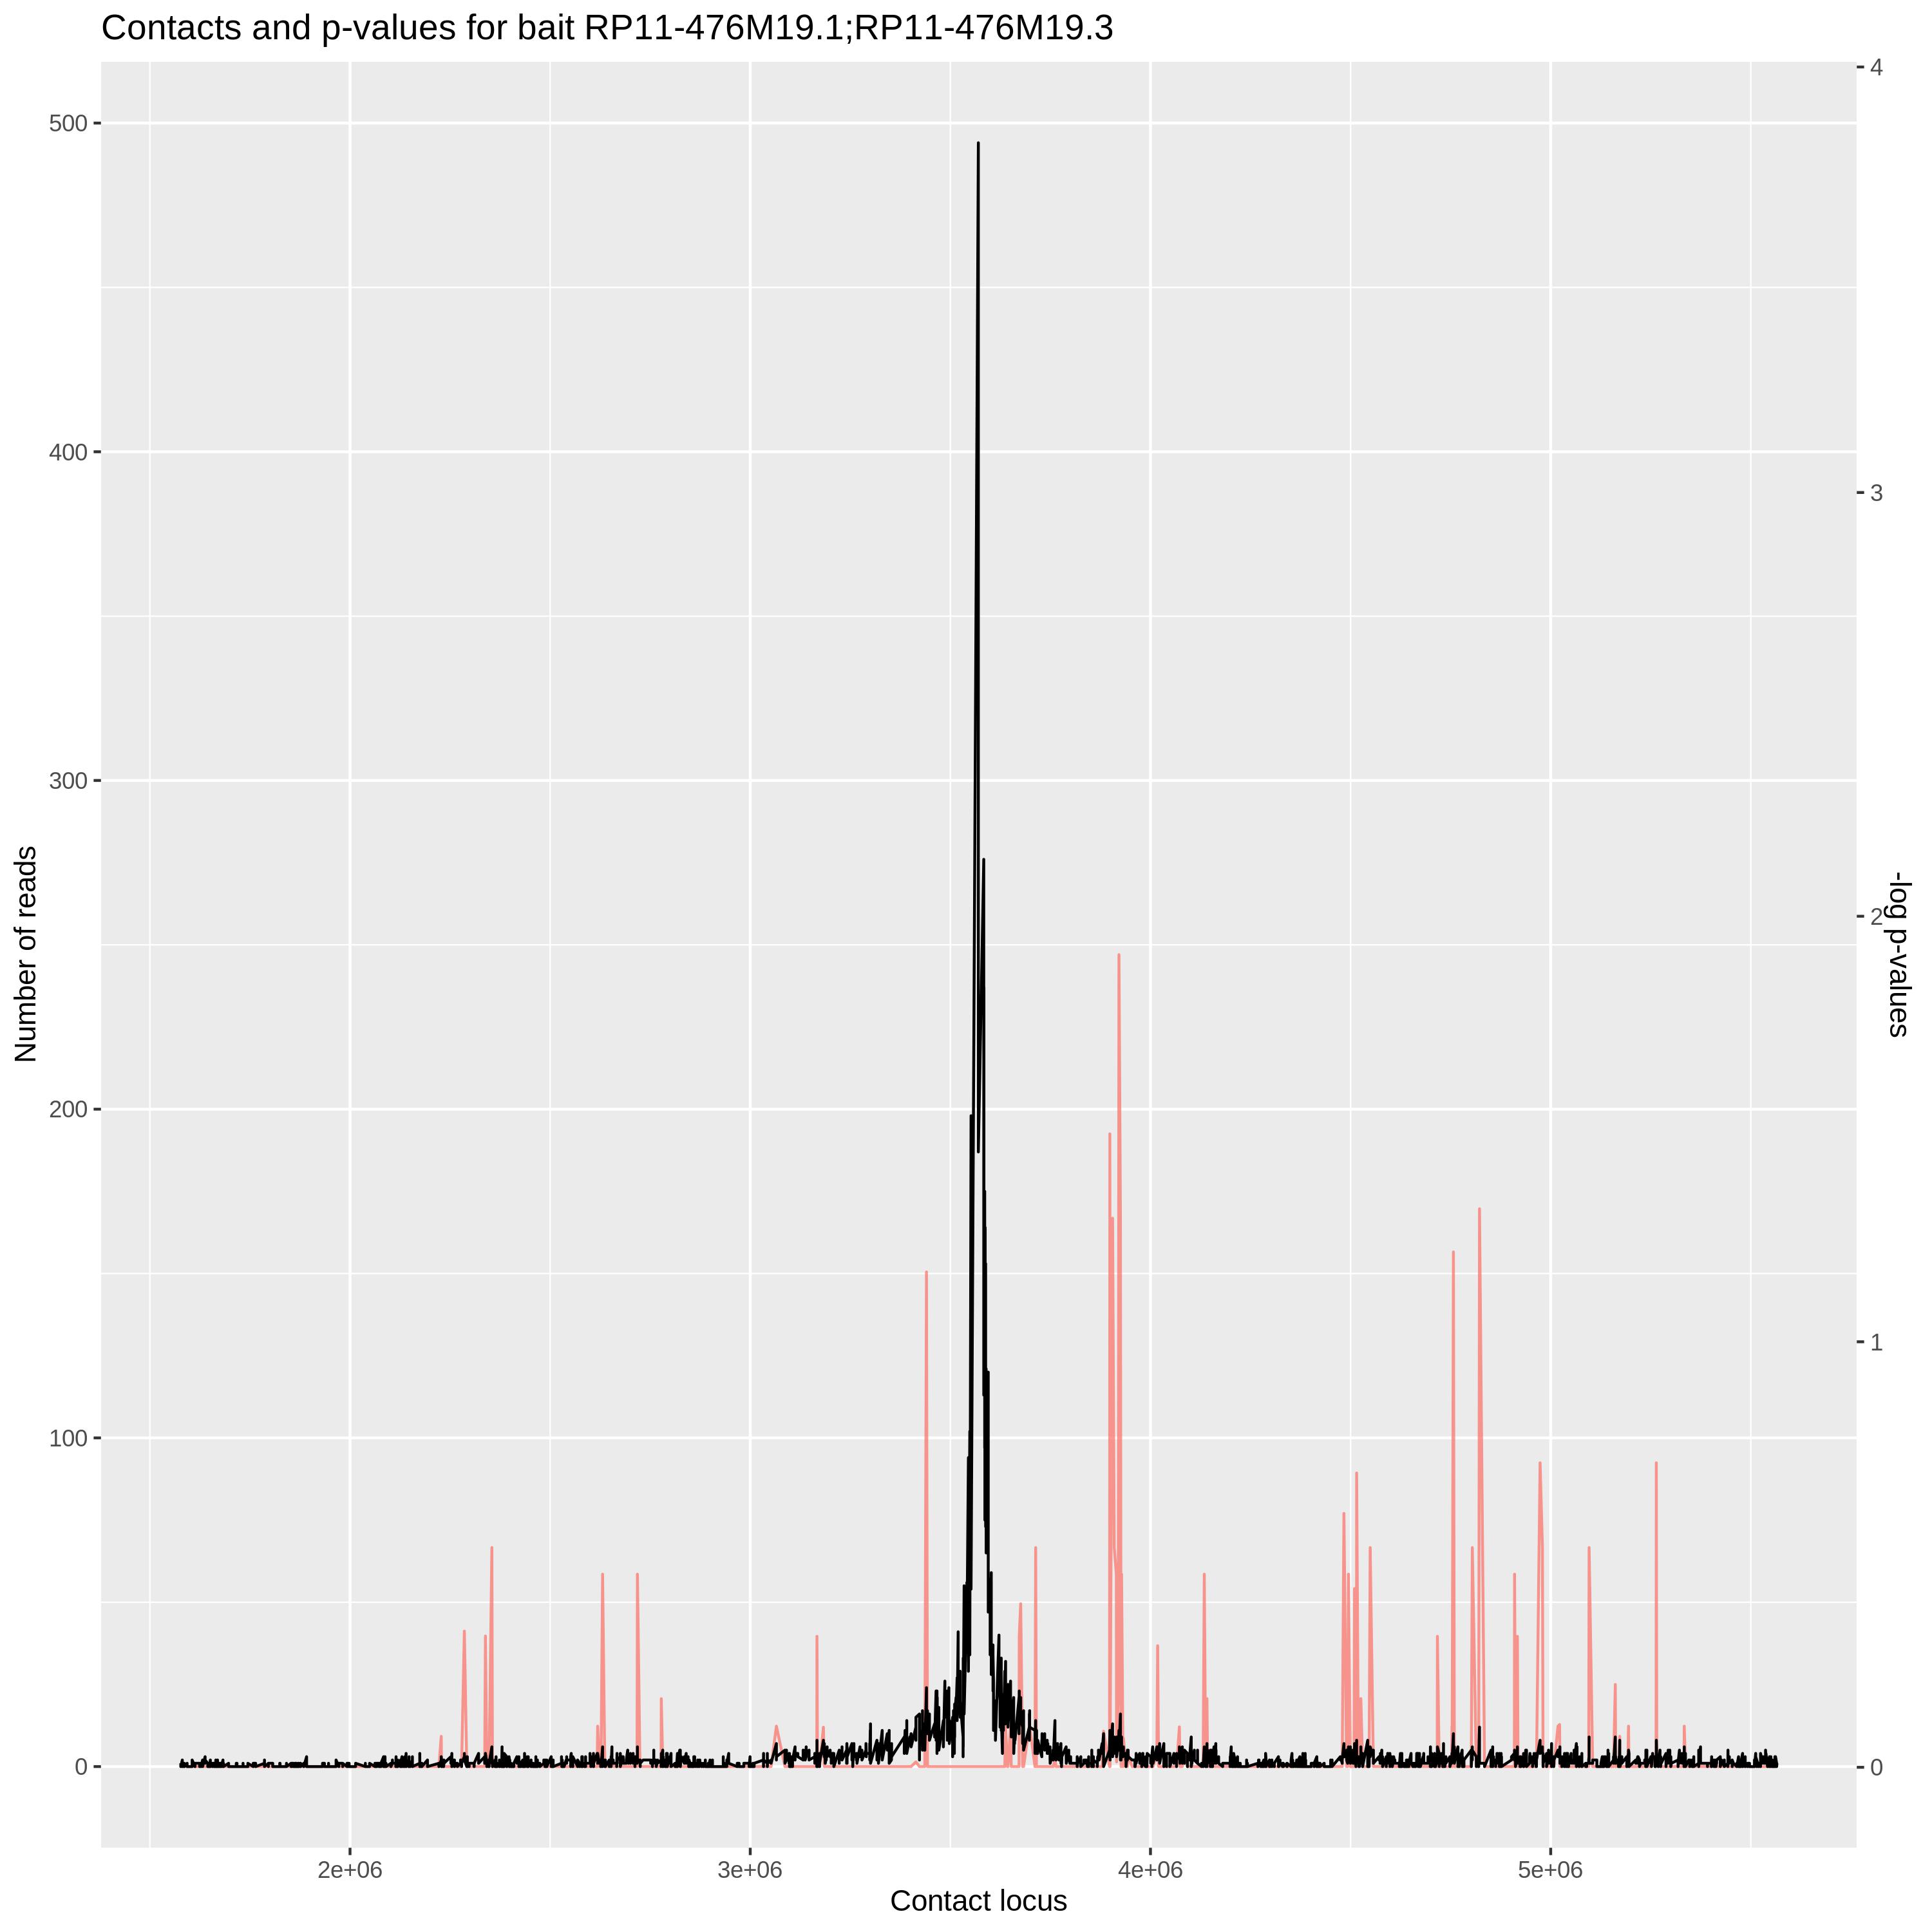 Contacts and p-values for bait RP11-476M19.1;RP11-476M19.3
500
400
300
200
100
0
Number of reads
4
3
2
1
0
-log p-values
2e+06
3e+06
4e+06
5e+06
Contact locus